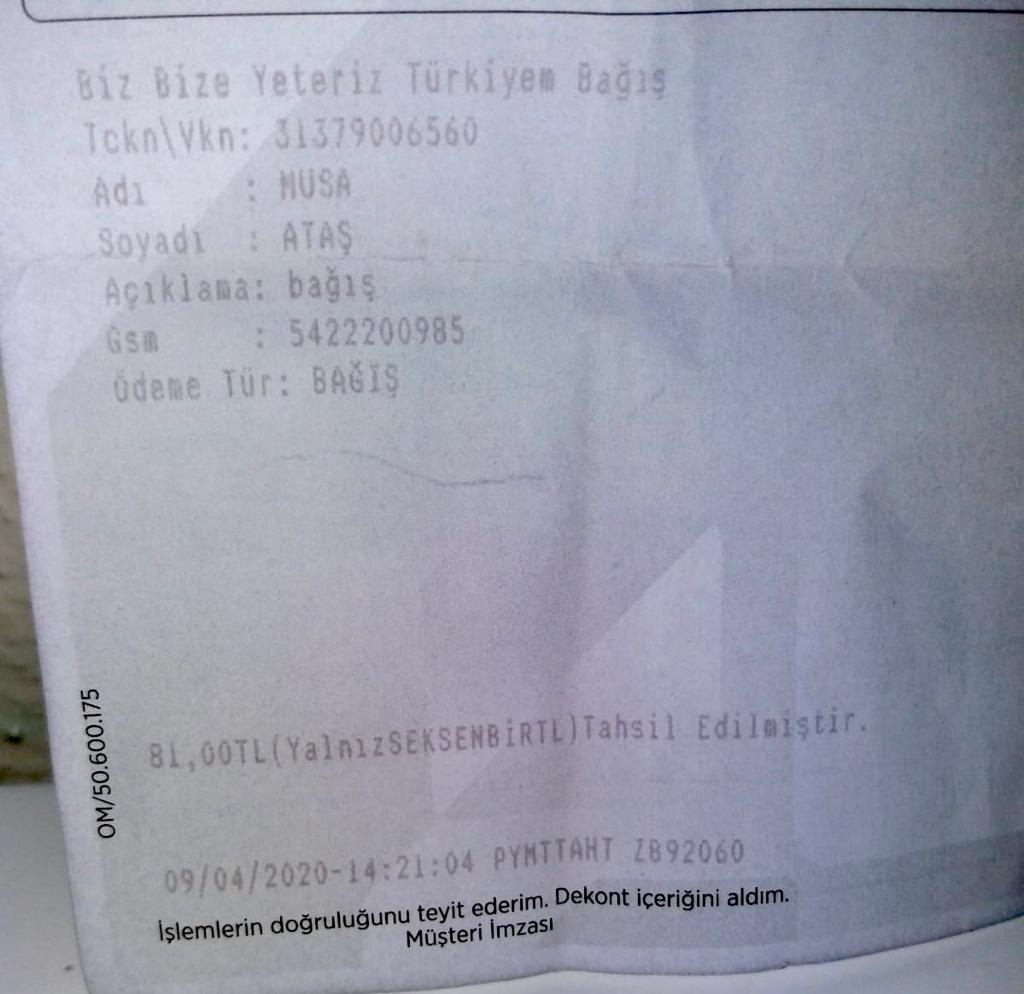 Biz Bize Yeteriz Türkiyem Bağış
Tckn\Vkn: 31379006560
Adı : MUSA
Soyadı : ATAŞ
Açıklama: bağış
Gsm : 5422200985
Ödeme Tür: BAĞIŞ
81,00TL(YalnızSEKSENBİRTL)Tahsil Edilmiştir.
09/04/2020-14:21:04 PYMTTAHT ZB92060
İşlemlerin doğruluğunu teyit ederim. Dekont içeriğini aldım.
Müşteri İmzası
OM/50.600.175